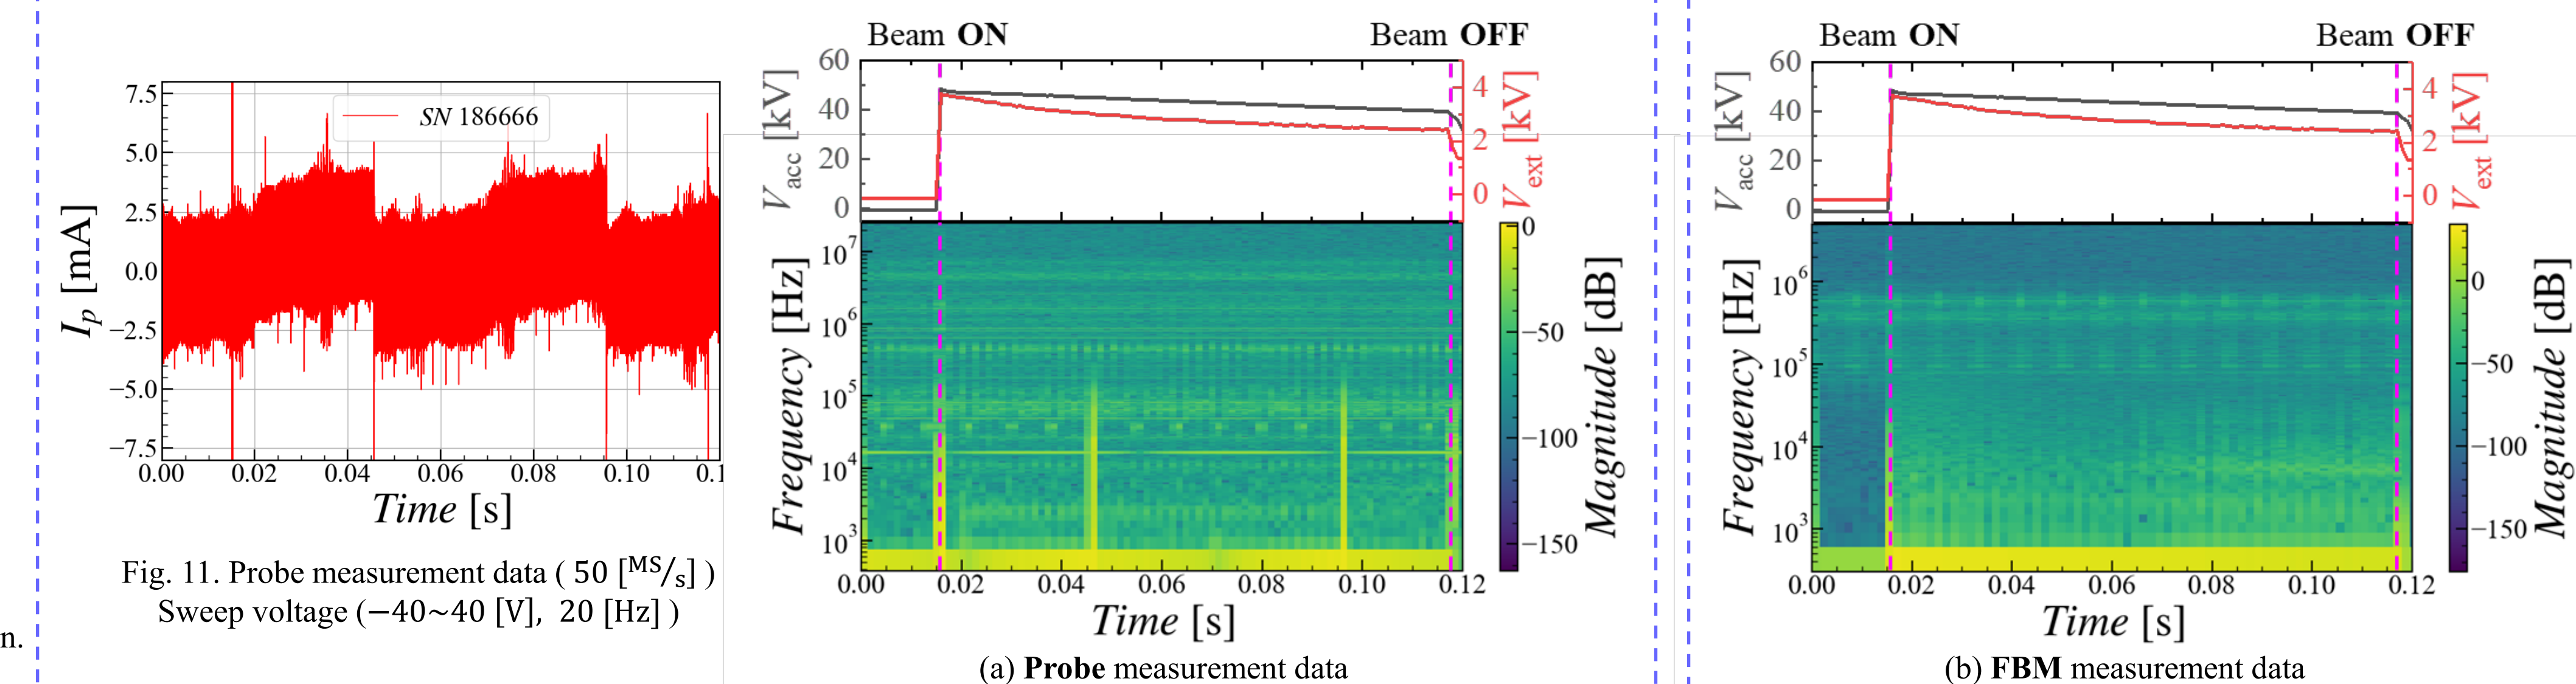 n.
SN 186666
I_p [mA]
7.5
5.0
2.5
0.0
−2.5
−5.0
−7.5
0.00 0.02 0.04 0.06 0.08 0.10 0.1
Time [s]
Fig. 11. Probe measurement data ( 50 [MS/s] )
Sweep voltage (−40~40 [V], 20 [Hz] )
Beam ON Beam OFF
V_acc [kV]
60
40
20
0
4
2
0
V_ext [kV]
Frequency [Hz]
10^7
10^6
10^5
10^4
10^3
0
−50
−100
−150
Magnitude [dB]
0.00 0.02 0.04 0.06 0.08 0.10 0.12
Time [s]
(a) Probe measurement data
Beam ON Beam OFF
V_acc [kV]
60
40
20
0
4
2
0
V_ext [kV]
Frequency [Hz]
10^6
10^5
10^4
10^3
0
−50
−100
−150
Magnitude [dB]
0.00 0.02 0.04 0.06 0.08 0.10 0.12
Time [s]
(b) FBM measurement data